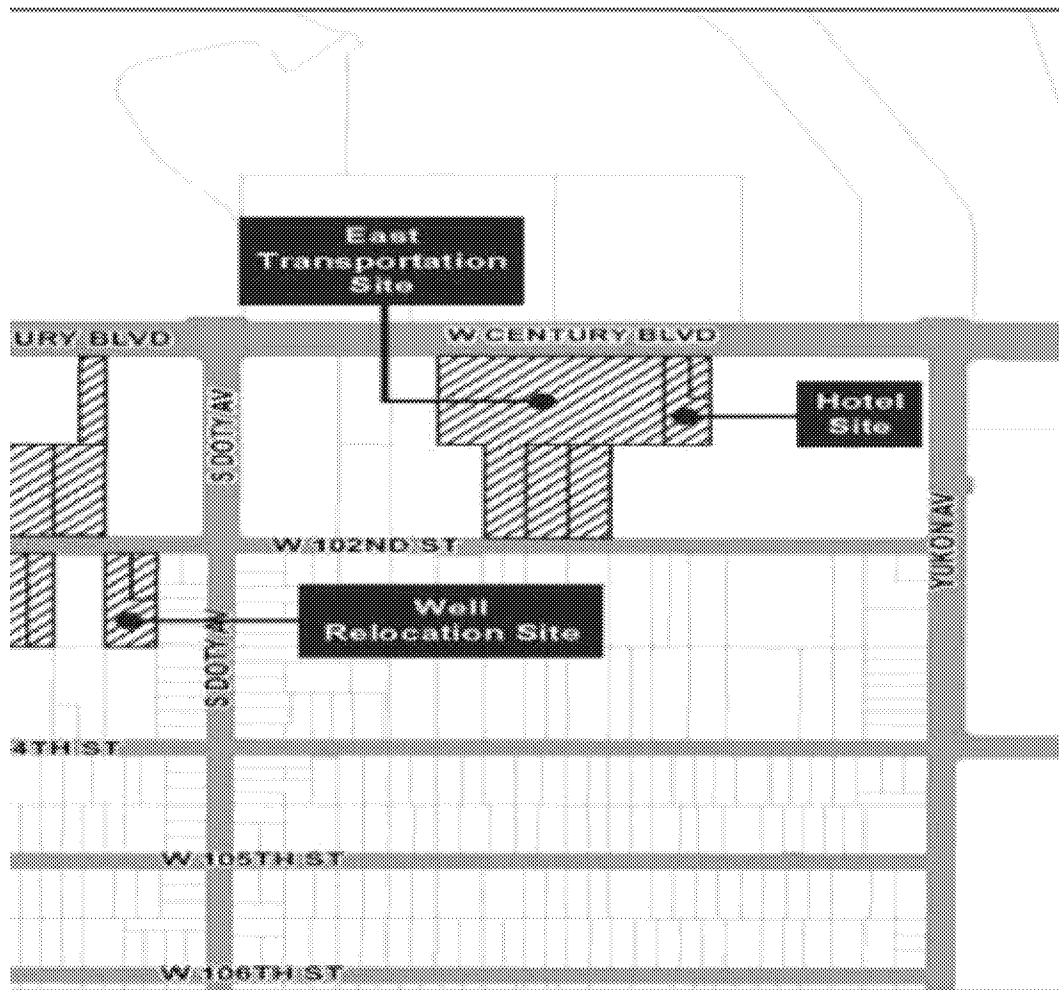 East
Transportation
Site
URY BLVD
W CENTURY BLVD
S DOTY AV
Hotel
Site
YUKON AV
W 102ND ST
Well
Relocation Site
S DOTY AV
4TH ST
W 105TH ST
W 106TH ST